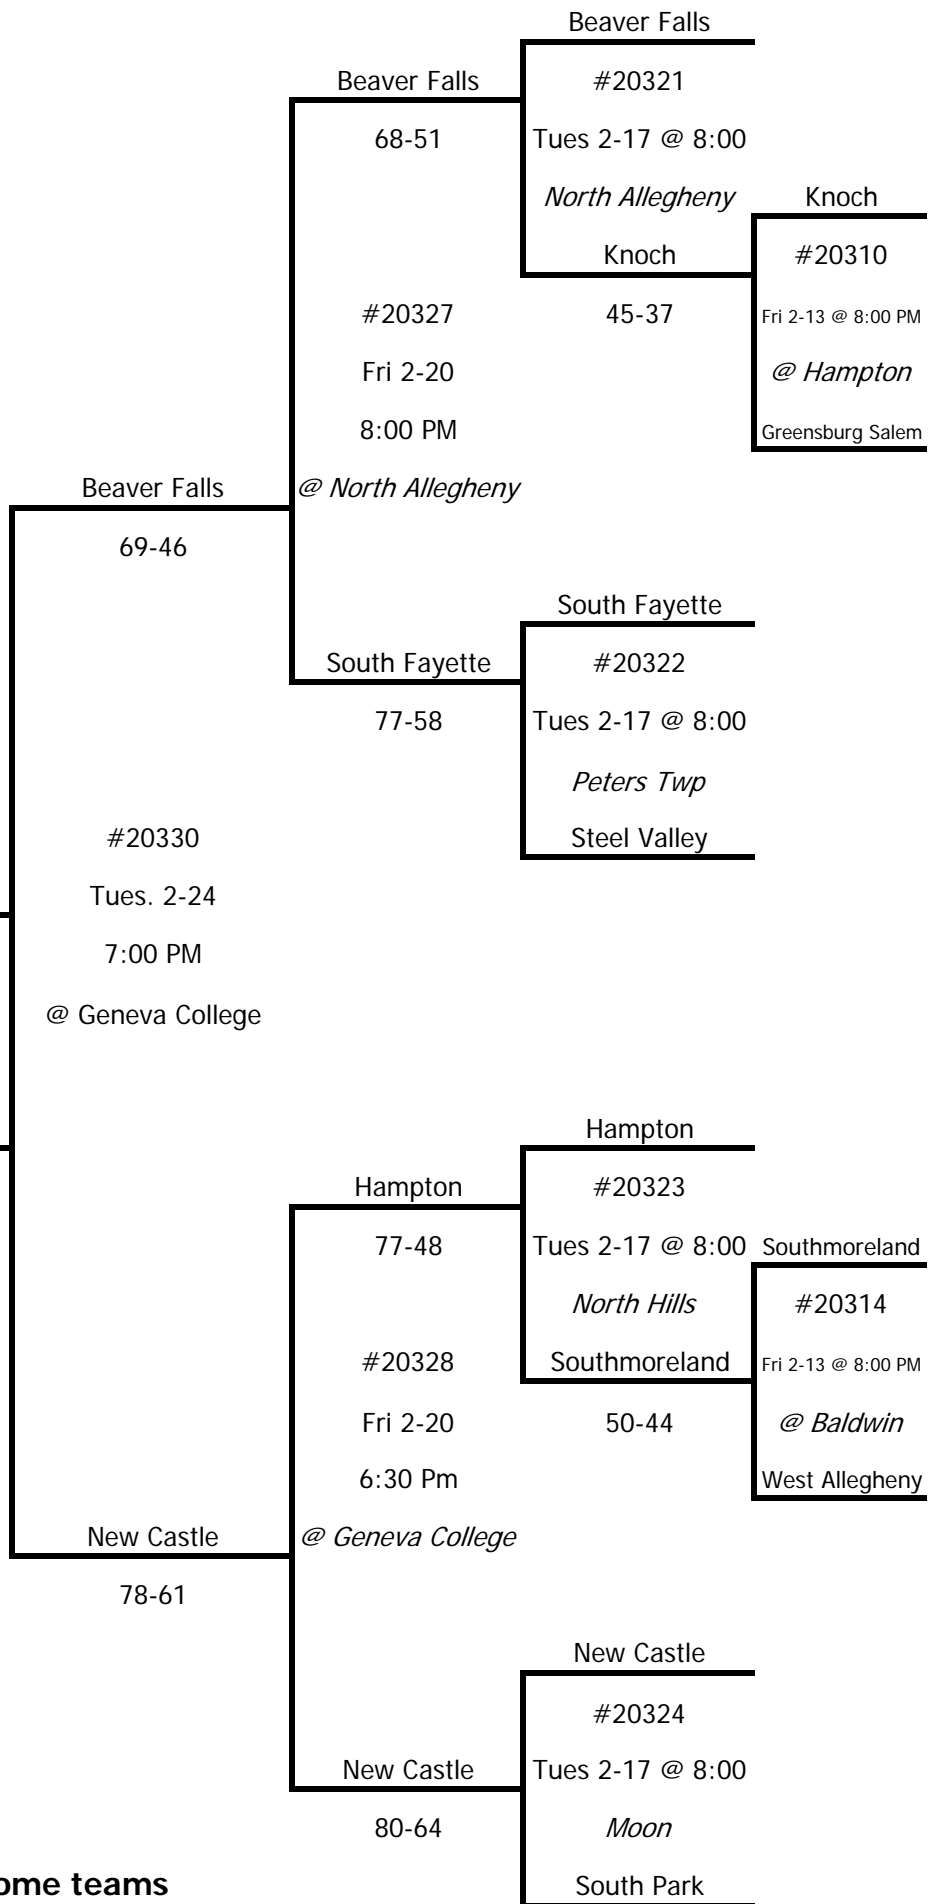 Beaver Falls
Beaver Falls
#20321
68-51
Tues 2-17 @ 8:00
North Allegheny
Knoch
Knoch
#20310
#20327
45-37
Fri 2-13 @ 8:00 PM
Fri 2-20
@ Hampton
8:00 PM
Greensburg Salem
Beaver Falls
@ North Allegheny
69-46
South Fayette
South Fayette
#20322
77-58
Tues 2-17 @ 8:00
Peters Twp
#20330
Steel Valley
Tues. 2-24
7:00 PM
@ Geneva College
Hampton
Hampton
#20323
77-48
Tues 2-17 @ 8:00
Southmoreland
North Hills
#20314
#20328
Southmoreland
Fri 2-13 @ 8:00 PM
Fri 2-20
50-44
@ Baldwin
6:30 Pm
West Allegheny
New Castle
@ Geneva College
78-61
New Castle
#20324
New Castle
Tues 2-17 @ 8:00
80-64
Moon
ome teams
South Park